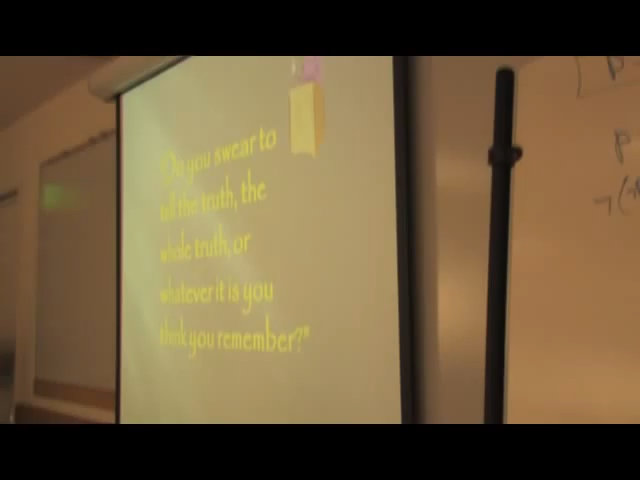 "Do you swear to
tell the truth, the
whole truth, or
whatever it is you
think you remember?"
p